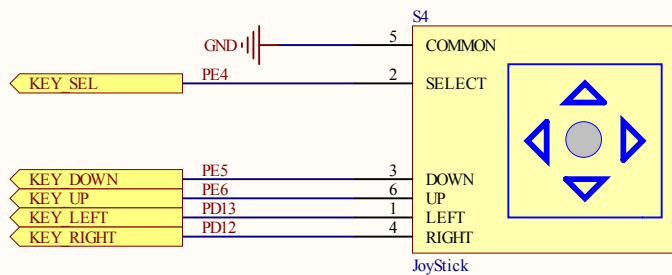 S4
GND 5 COMMON
KEY_SEL PE4 2 SELECT
KEY_DOWN PE5 3 DOWN
KEY_UP PE6 6 UP
KEY_LEFT PD13 1 LEFT
KEY_RIGHT PD12 4 RIGHT
JoyStick